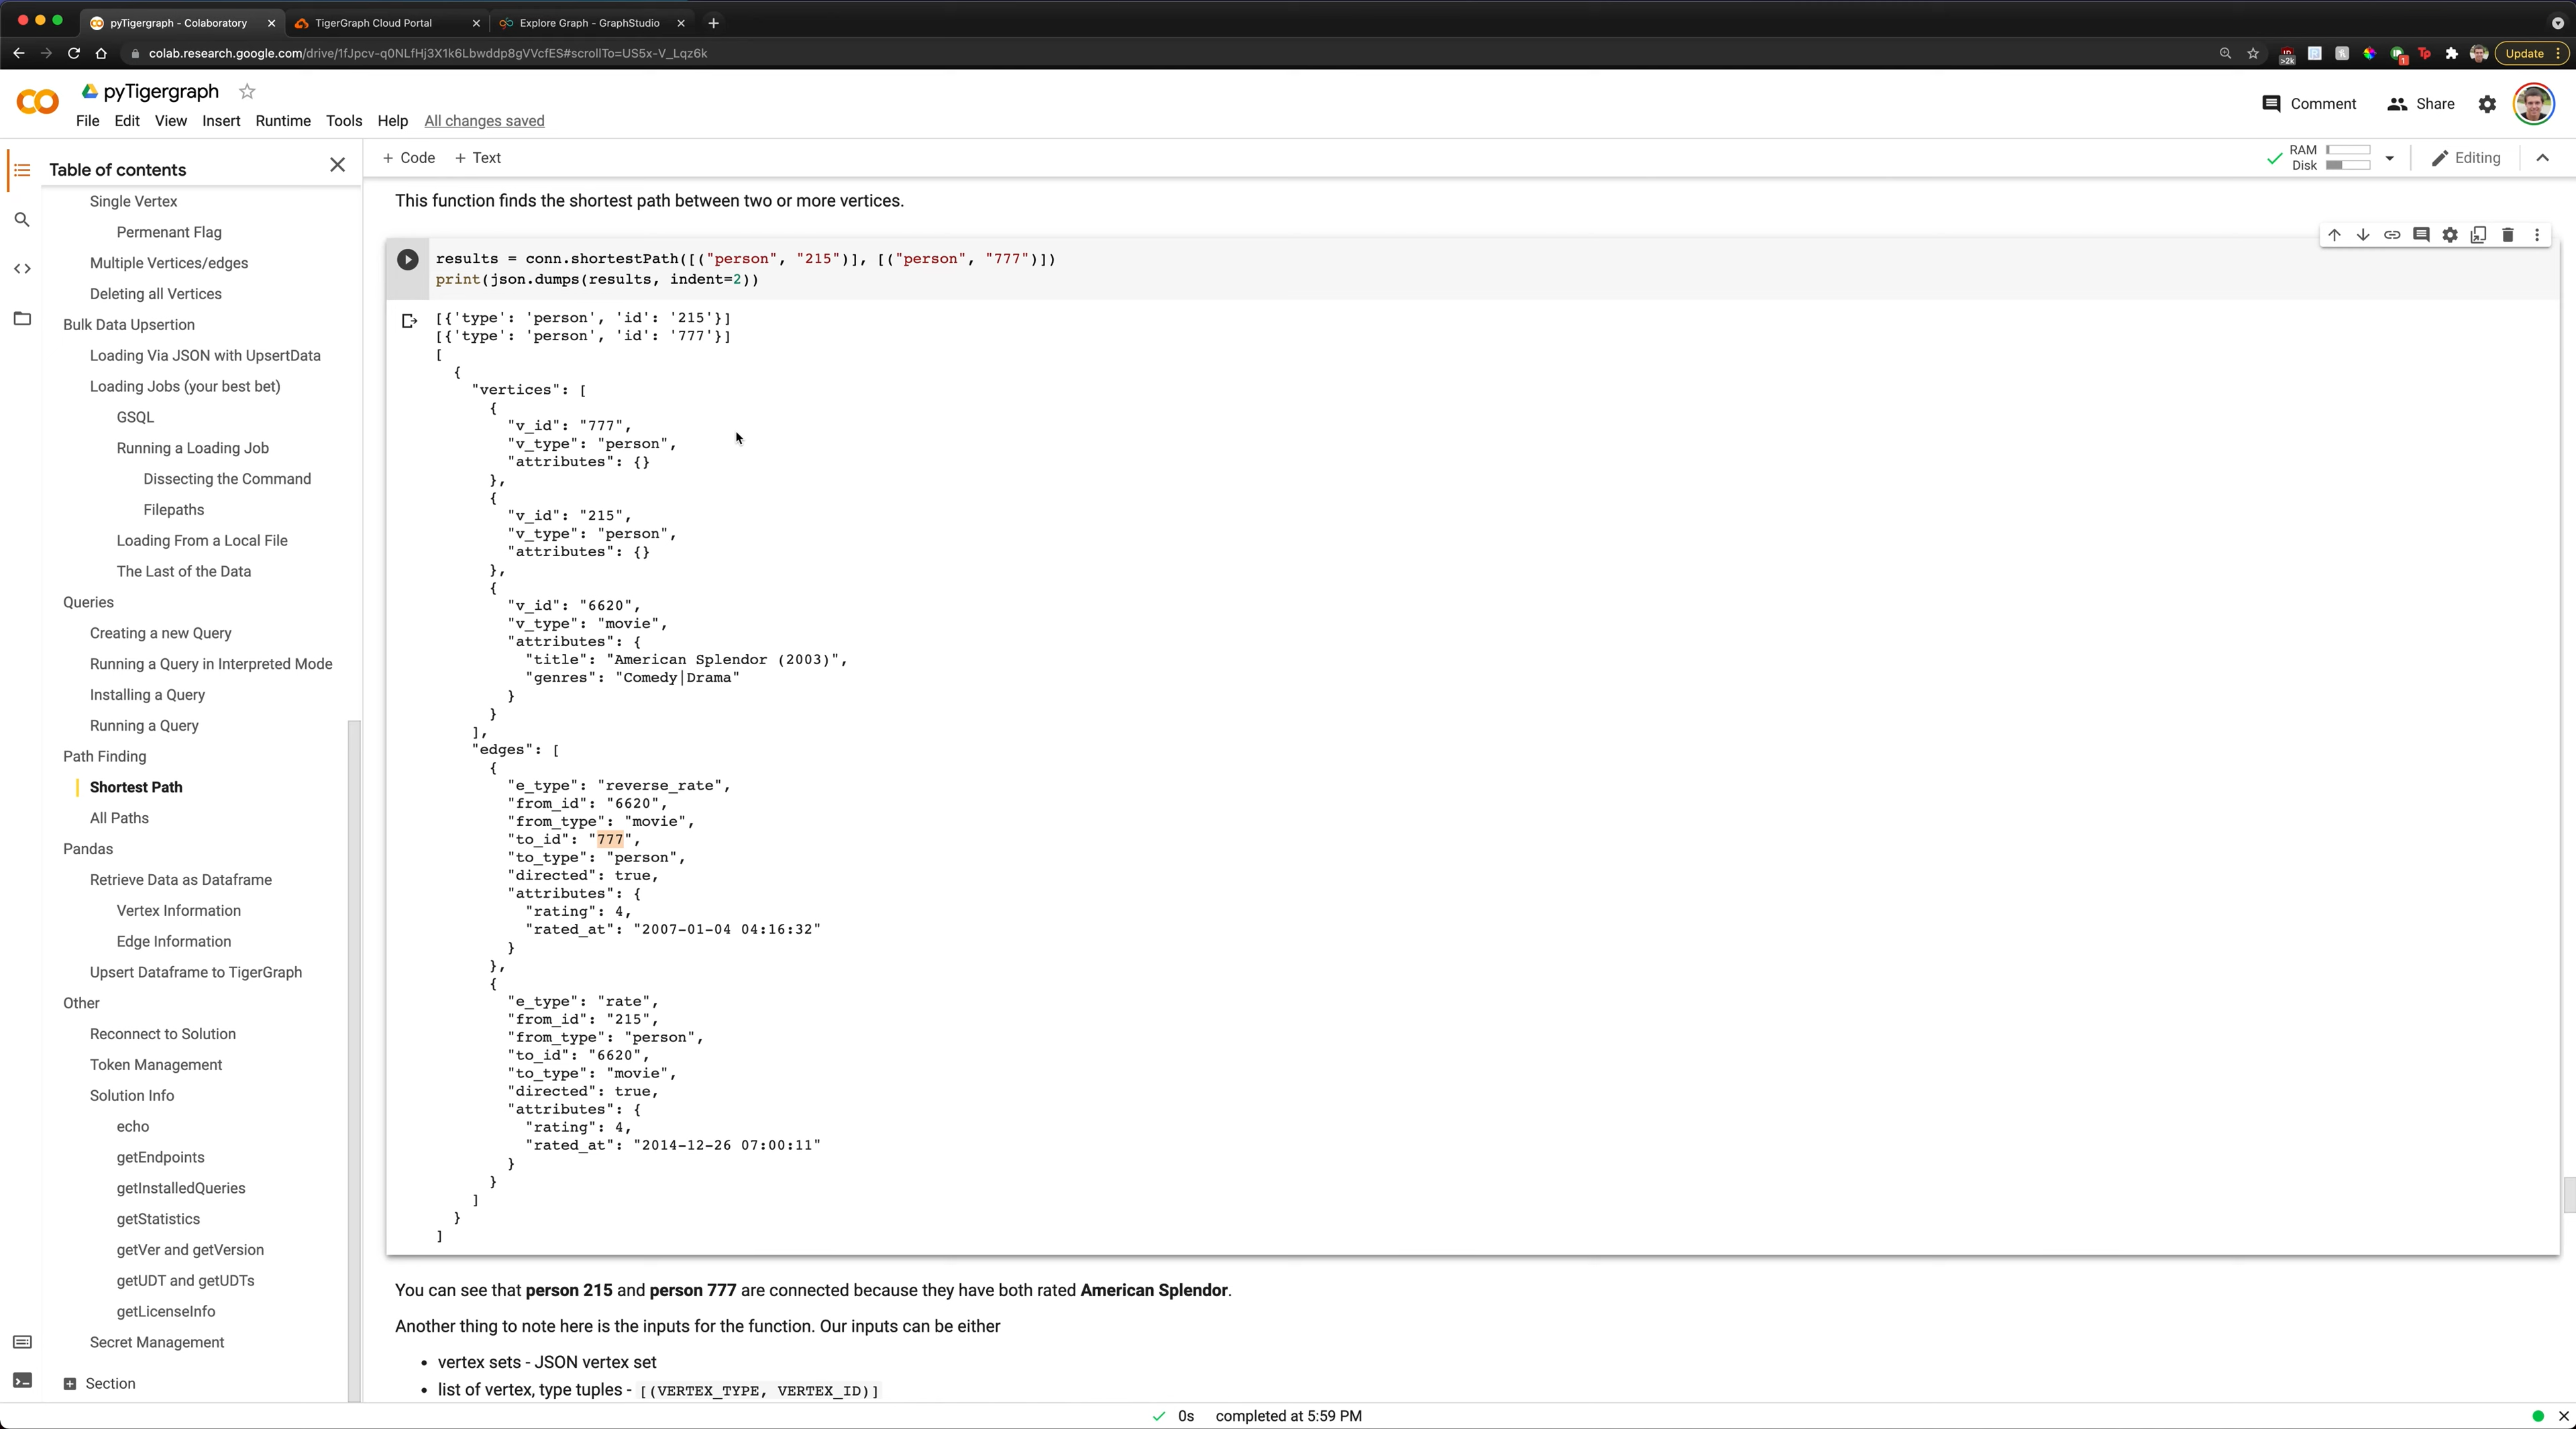 pyTigergraph - Colaboratory
TigerGraph Cloud Portal
Explore Graph - GraphStudio
colab.research.google.com/drive/1fJpcv-q0NLfHj3X1k6Lbwddp8gVVcfES#scrollTo=US5x-V_Lqz6k
>2k
1
Update
pyTigergraph
File Edit View Insert Runtime Tools Help All changes saved
Comment
Share
Table of contents
+ Code + Text
RAM
Disk
Editing
Single Vertex
Permenant Flag
Multiple Vertices/edges
Deleting all Vertices
Bulk Data Upsertion
Loading Via JSON with UpsertData
Loading Jobs (your best bet)
GSQL
Running a Loading Job
Dissecting the Command
Filepaths
Loading From a Local File
The Last of the Data
Queries
Creating a new Query
Running a Query in Interpreted Mode
Installing a Query
Running a Query
Path Finding
Shortest Path
All Paths
Pandas
Retrieve Data as Dataframe
Vertex Information
Edge Information
Upsert Dataframe to TigerGraph
Other
Reconnect to Solution
Token Management
Solution Info
echo
getEndpoints
getInstalledQueries
getStatistics
getVer and getVersion
getUDT and getUDTs
getLicenseInfo
Secret Management
Section
This function finds the shortest path between two or more vertices.
results = conn.shortestPath([("person", "215")], [("person", "777")])
print(json.dumps(results, indent=2))
[{'type': 'person', 'id': '215'}]
[{'type': 'person', 'id': '777'}]
[
{
"vertices": [
{
"v_id": "777",
"v_type": "person",
"attributes": {}
},
{
"v_id": "215",
"v_type": "person",
"attributes": {}
},
{
"v_id": "6620",
"v_type": "movie",
"attributes": {
"title": "American Splendor (2003)",
"genres": "Comedy|Drama"
}
}
],
"edges": [
{
"e_type": "reverse_rate",
"from_id": "6620",
"from_type": "movie",
"to_id": "777",
"to_type": "person",
"directed": true,
"attributes": {
"rating": 4,
"rated_at": "2007-01-04 04:16:32"
}
},
{
"e_type": "rate",
"from_id": "215",
"from_type": "person",
"to_id": "6620",
"to_type": "movie",
"directed": true,
"attributes": {
"rating": 4,
"rated_at": "2014-12-26 07:00:11"
}
}
]
}
]
You can see that person 215 and person 777 are connected because they have both rated American Splendor.
Another thing to note here is the inputs for the function. Our inputs can be either
• vertex sets - JSON vertex set
• list of vertex, type tuples - [(VERTEX_TYPE, VERTEX_ID)]
0s completed at 5:59 PM